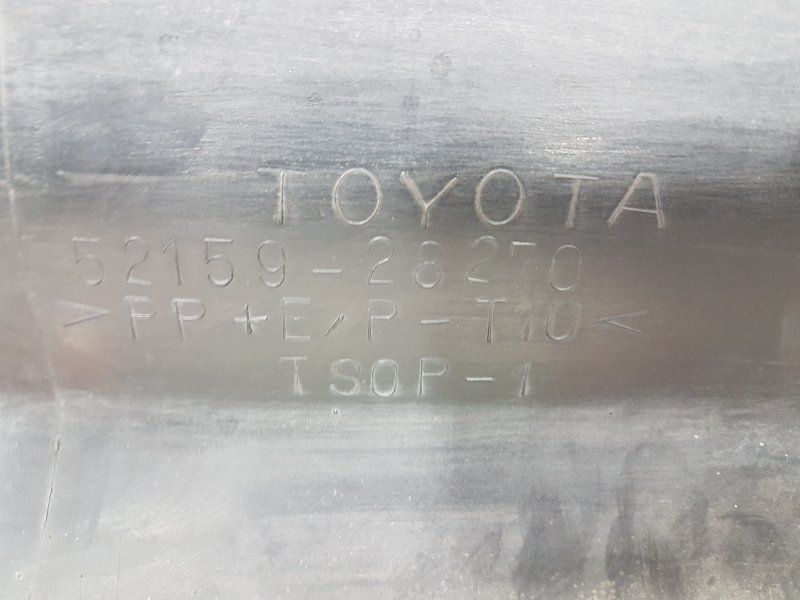 TOYOTA
52159-28270
>PP+E/P-T10<
TSOP-1